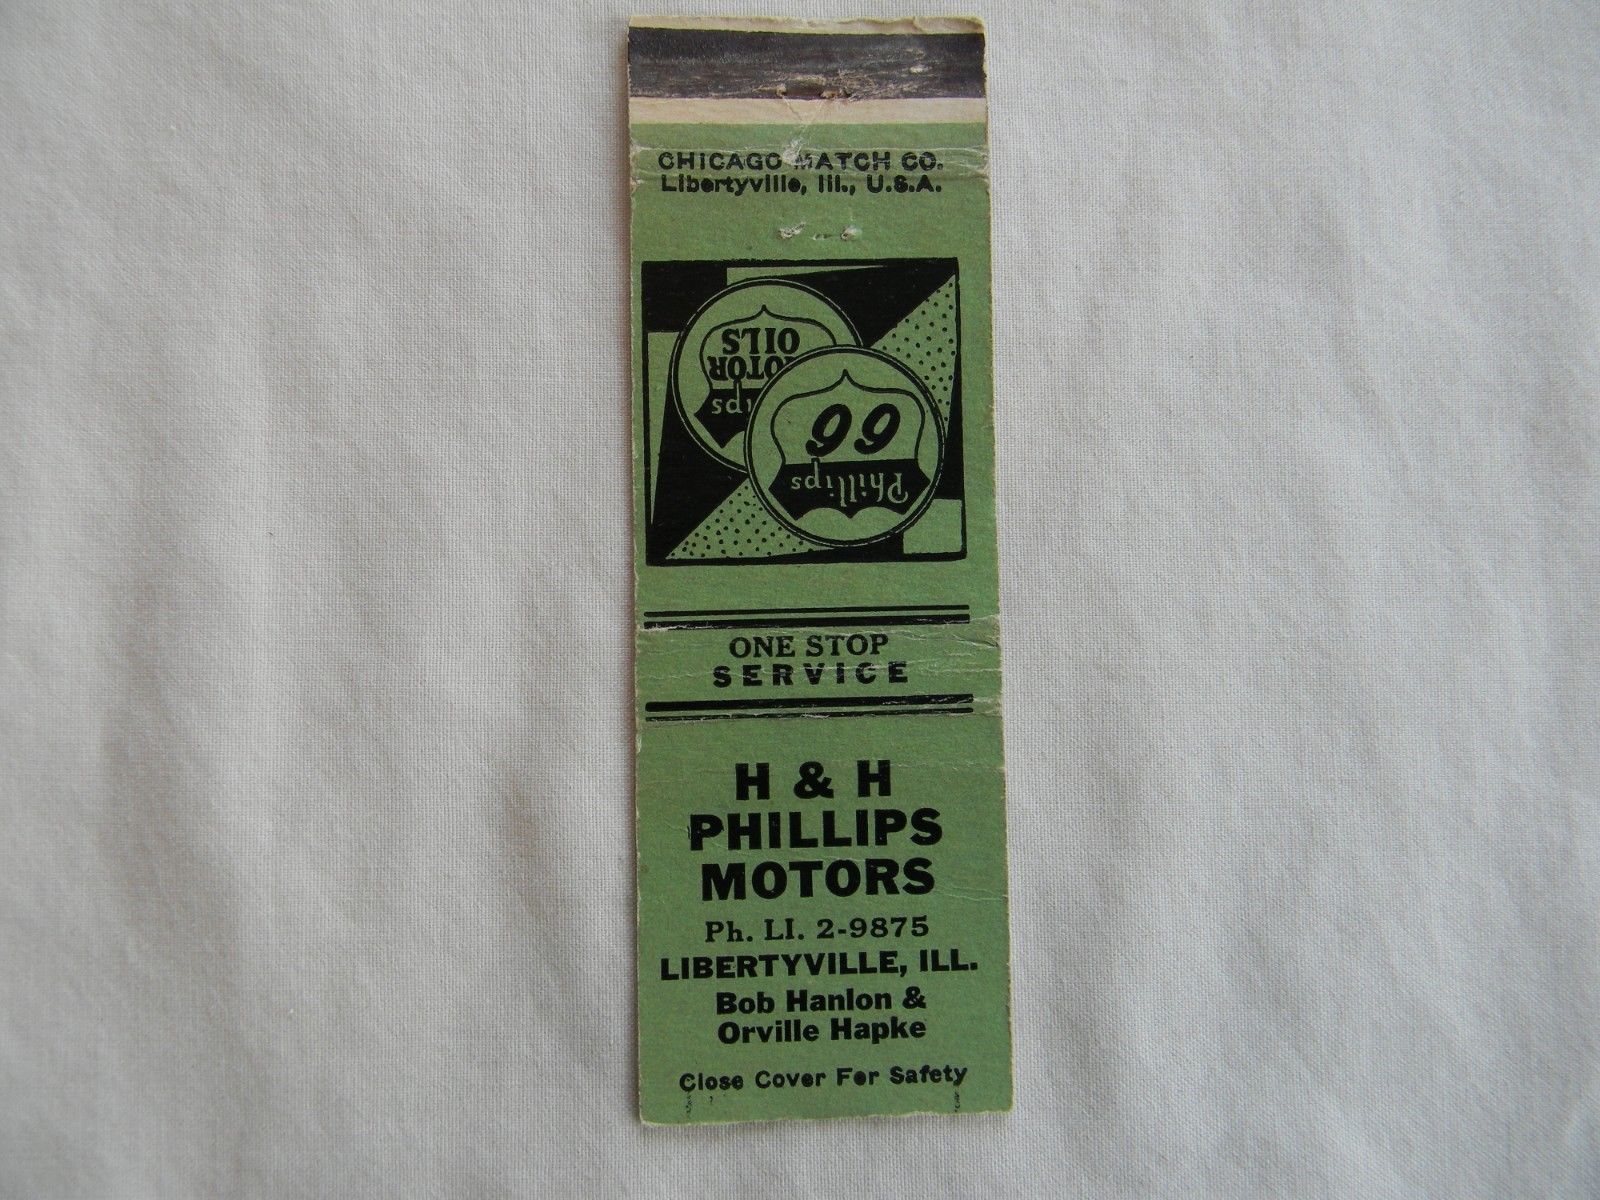 CHICAGO MATCH CO.
Libertyville, Ill., U.S.A.
Phillips
66
MOTOR
OILS
ONE STOP
SERVICE
H & H
PHILLIPS
MOTORS
Ph. LI. 2-9875
LIBERTYVILLE, ILL.
Bob Hanlon &
Orville Hapke
Close Cover For Safety